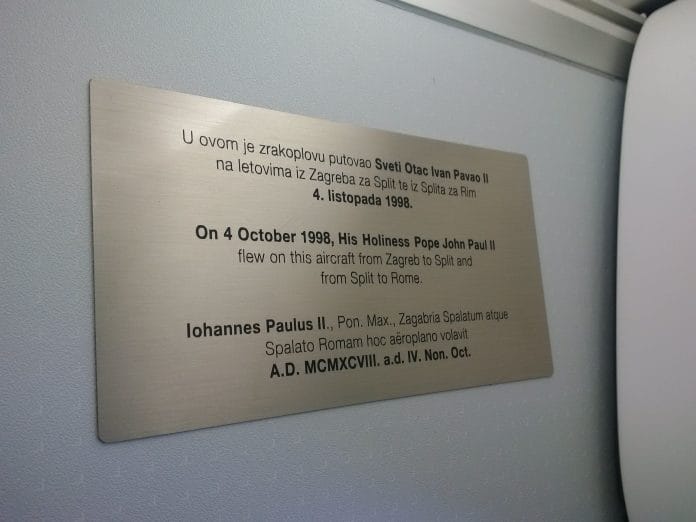 U ovom je zrakoplovu putovao Sveti Otac Ivan Pavao II
na letovima iz Zagreba za Split te iz Splita za Rim
4. listopada 1998.
On 4 October 1998, His Holiness Pope John Paul II
flew on this aircraft from Zagreb to Split and
from Split to Rome.
Iohannes Paulus II., Pon. Max., Zagabria Spalatum atque
Spalato Romam hoc aëroplano volavit
A.D. MCMXCVIII. a.d. IV. Non. Oct.